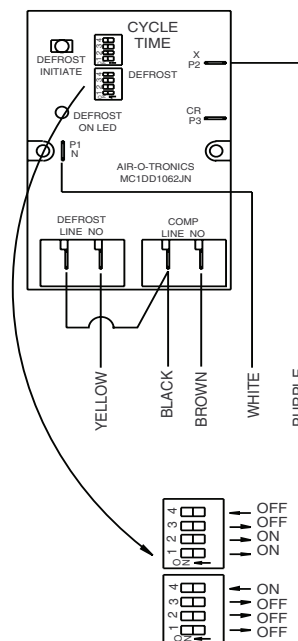 CYCLE
TIME
DEFROST
INITIATE
DEFROST
X
P2
CR
P3
DEFROST
ON LED
P1
N
AIR-O-TRONICS
MC1DD1062JN
DEFROST
LINE NO
COMP
LINE NO
YELLOW
BLACK
BROWN
WHITE
PURPLE
4 OFF
3 OFF
2 ON
1 ON
ON
4 ON
3 OFF
2 OFF
1 OFF
ON